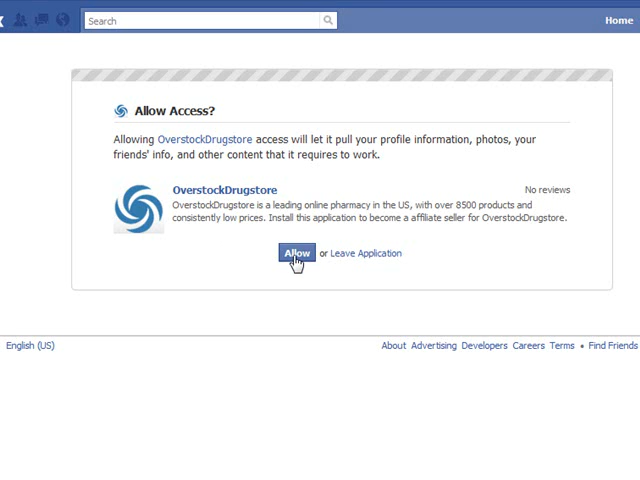 Search
Home
Allow Access?
Allowing OverstockDrugstore access will let it pull your profile information, photos, your
friends' info, and other content that it requires to work.
OverstockDrugstore
No reviews
OverstockDrugstore is a leading online pharmacy in the US, with over 8500 products and
consistently low prices. Install this application to become a affiliate seller for OverstockDrugstore.
Allow or Leave Application
English (US)
About Advertising Developers Careers Terms • Find Friends